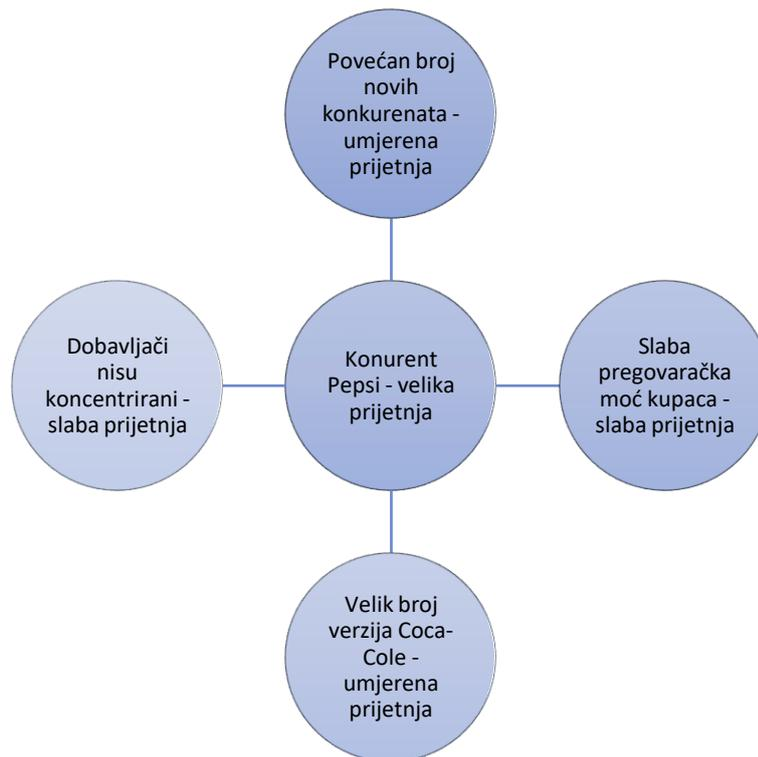 Povećan broj
novih
konkurenata -
umjerena
prijetnja
Dobavljači
nisu
koncentrirani -
slaba prijetnja
Konurent
Pepsi - velika
prijetnja
Slaba
pregovaračka
moć kupaca -
slaba prijetnja
Velik broj
verzija Coca-
Cole -
umjerena
prijetnja